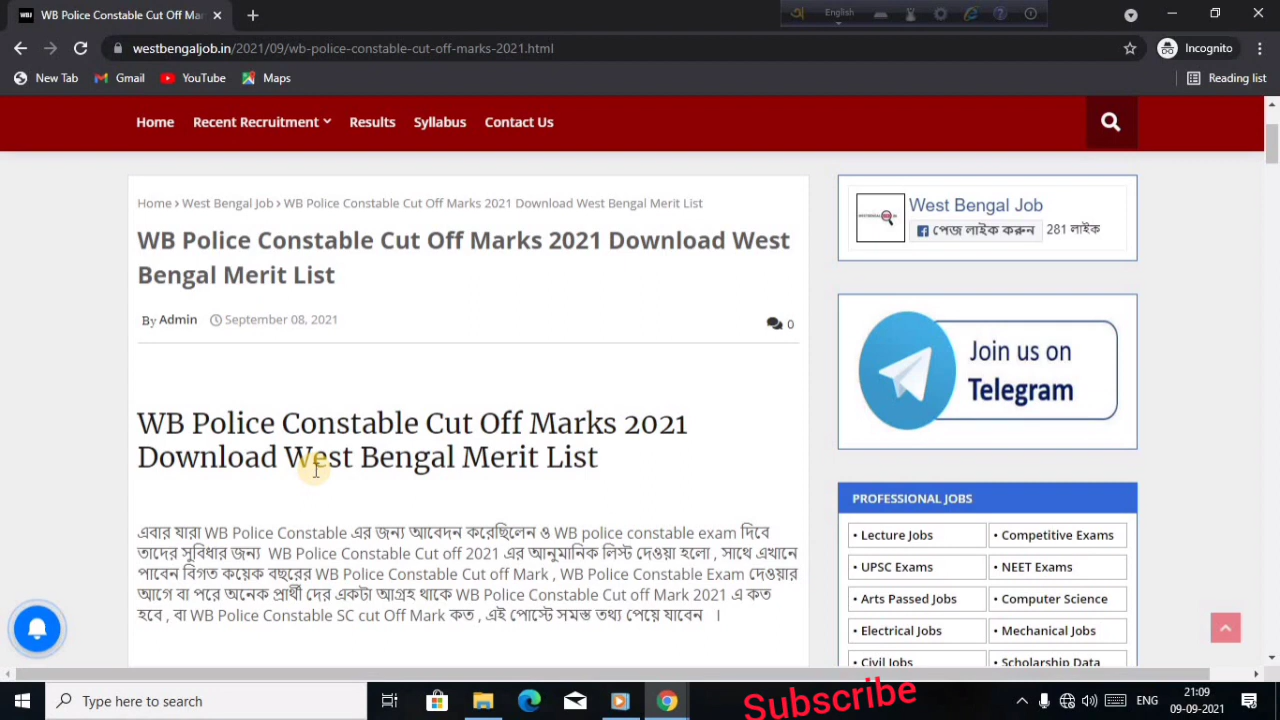 WB Police Constable Cut Off Mar
English
westbengaljob.in/2021/09/wb-police-constable-cut-off-marks-2021.html
Incognito
New Tab Gmail YouTube Maps Reading list
Home Recent Recruitment Results Syllabus Contact Us
Home › West Bengal Job › WB Police Constable Cut Off Marks 2021 Download West Bengal Merit List
WB Police Constable Cut Off Marks 2021 Download West
Bengal Merit List
By Admin September 08, 2021
0
WB Police Constable Cut Off Marks 2021
Download West Bengal Merit List
এবার যারা WB Police Constable এর জন্য আবেদন করেছিলেন ও WB police constable exam দিবে
তাদের সুবিধার জন্য WB Police Constable Cut off 2021 এর আনুমানিক লিস্ট দেওয়া হলো , সাথে এখানে
পাবেন বিগত কয়েক বছরের WB Police Constable Cut off Mark , WB Police Constable Exam দেওয়ার
আগে বা পরে অনেক প্রার্থী দের একটা আগ্রহ থাকে WB Police Constable Cut off Mark 2021 এ কত
হবে , বা WB Police Constable SC cut Off Mark কত , এই পোস্টে সমস্ত তথ্য পেয়ে যাবেন ।
West Bengal Job
পেজ লাইক করুন 281 লাইক
Join us on
Telegram
PROFESSIONAL JOBS
• Lecture Jobs • Competitive Exams
• UPSC Exams • NEET Exams
• Arts Passed Jobs • Computer Science
• Electrical Jobs • Mechanical Jobs
• Civil Jobs • Scholarship Data
Type here to search
Subscribe
ENG
21:09
09-09-2021